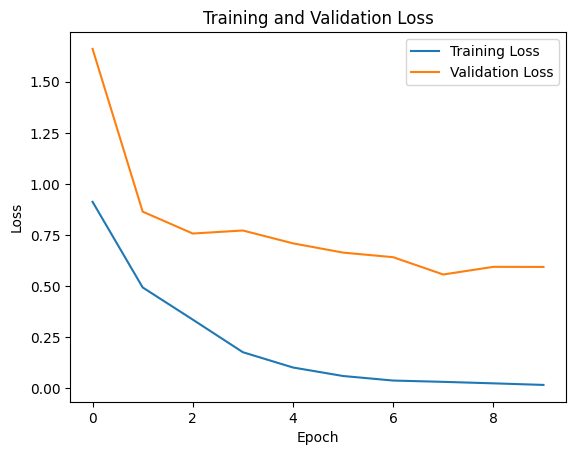 Training and Validation Loss
Training Loss
Validation Loss
1.50
1.25
1.00
0.75
0.50
0.25
0.00
Loss
0 2 4 6 8
Epoch